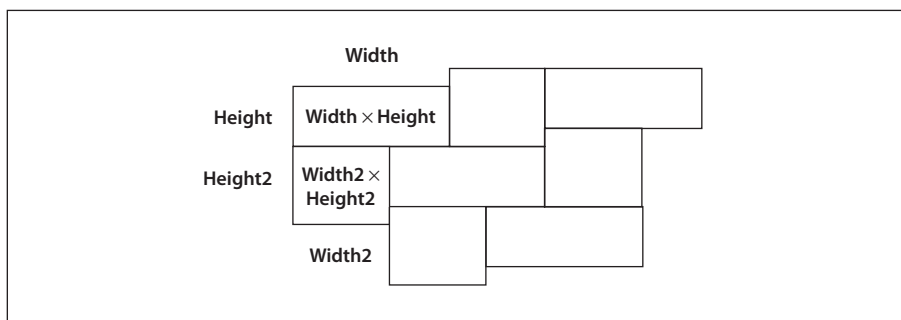 Width
Height
Width × Height
Height2
Width2 ×
Height2
Width2